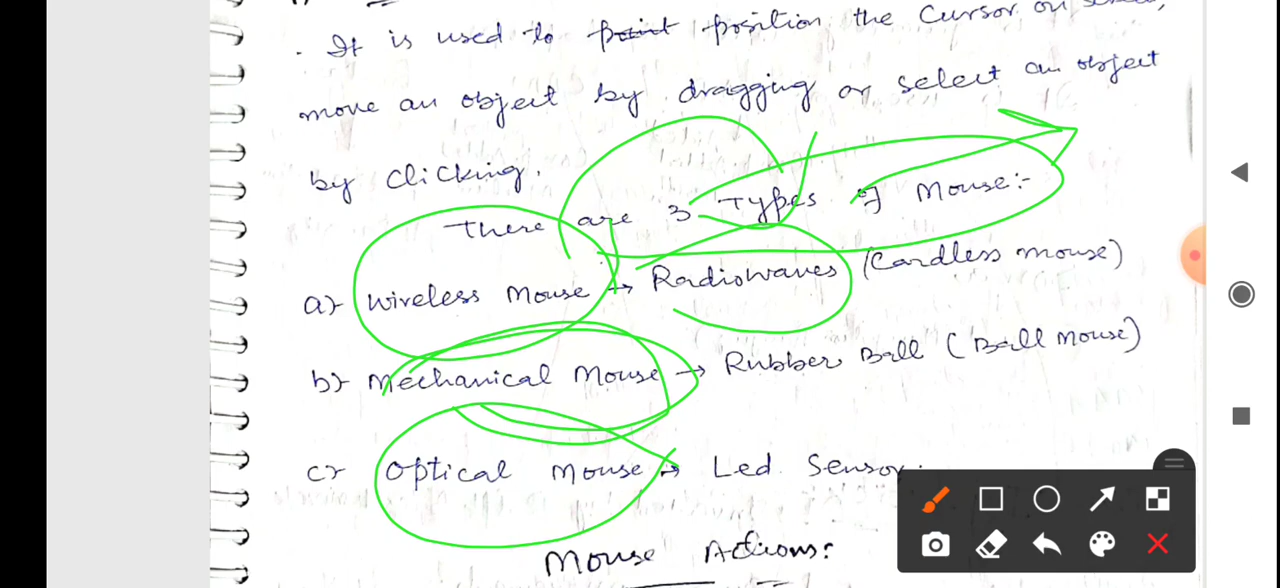 . It is used to point position the Cursor on
move an object by dragging or select an object
by clicking.
There are 3 Types of Mouse:-
a) Wireless Mouse → Radiowaves (Cardless mouse)
b) Mechanical Mouse → Rubber Ball (Ball Mouse)
c) Optical Mouse → Led Sensor.
Mouse Actions: